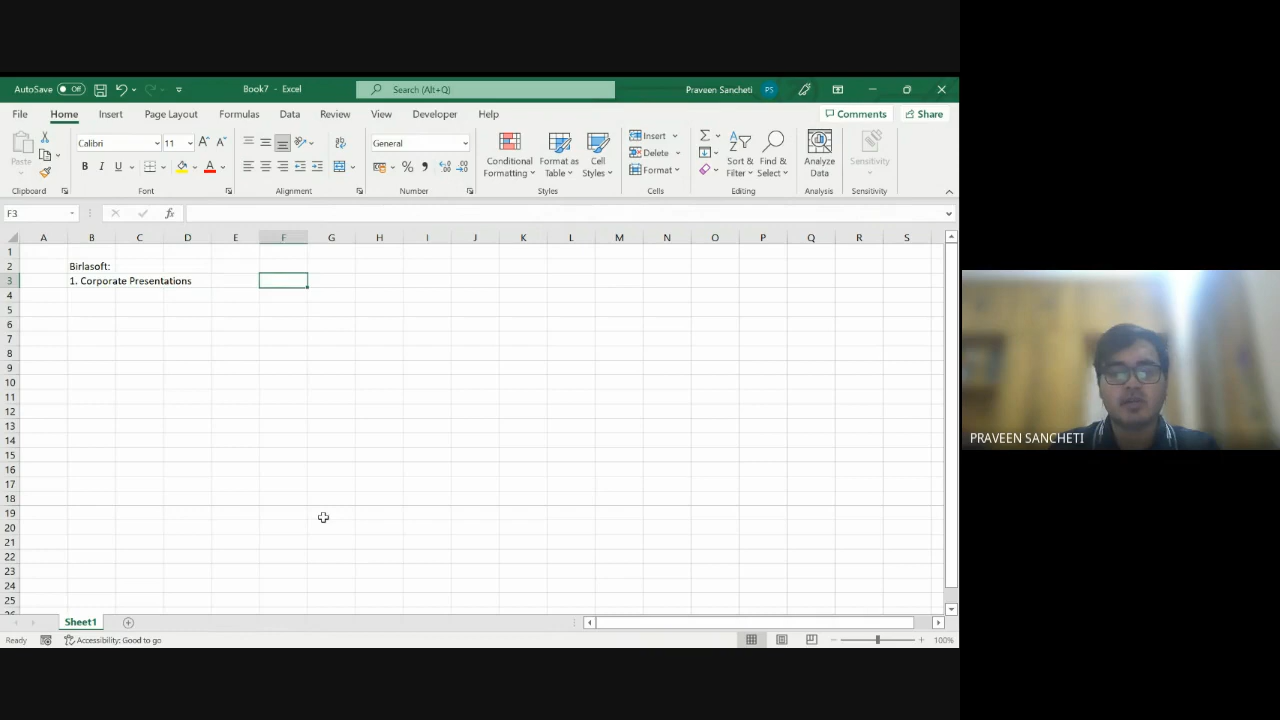 AutoSave Off Book7 - Excel Search (Alt+Q) Praveen Sancheti PS
File Home Insert Page Layout Formulas Data Review View Developer Help Comments Share
Paste Calibri 11 General Conditional Formatting Format as Table Cell Styles Insert Delete Format Sort & Filter Find & Select Analyze Data Sensitivity
B I U A
Clipboard Font Alignment Number Styles Cells Editing Analysis Sensitivity
F3 fx
A B C D E F G H I J K L M N O P Q R S
1
2 Birlasoft:
3 1. Corporate Presentations
4
5
6
7
8
9
10
11
12
13
14
15
16
17
18
19
20
21
22
23
24
25
Sheet1
Ready Accessibility: Good to go 100%
PRAVEEN SANCHETI